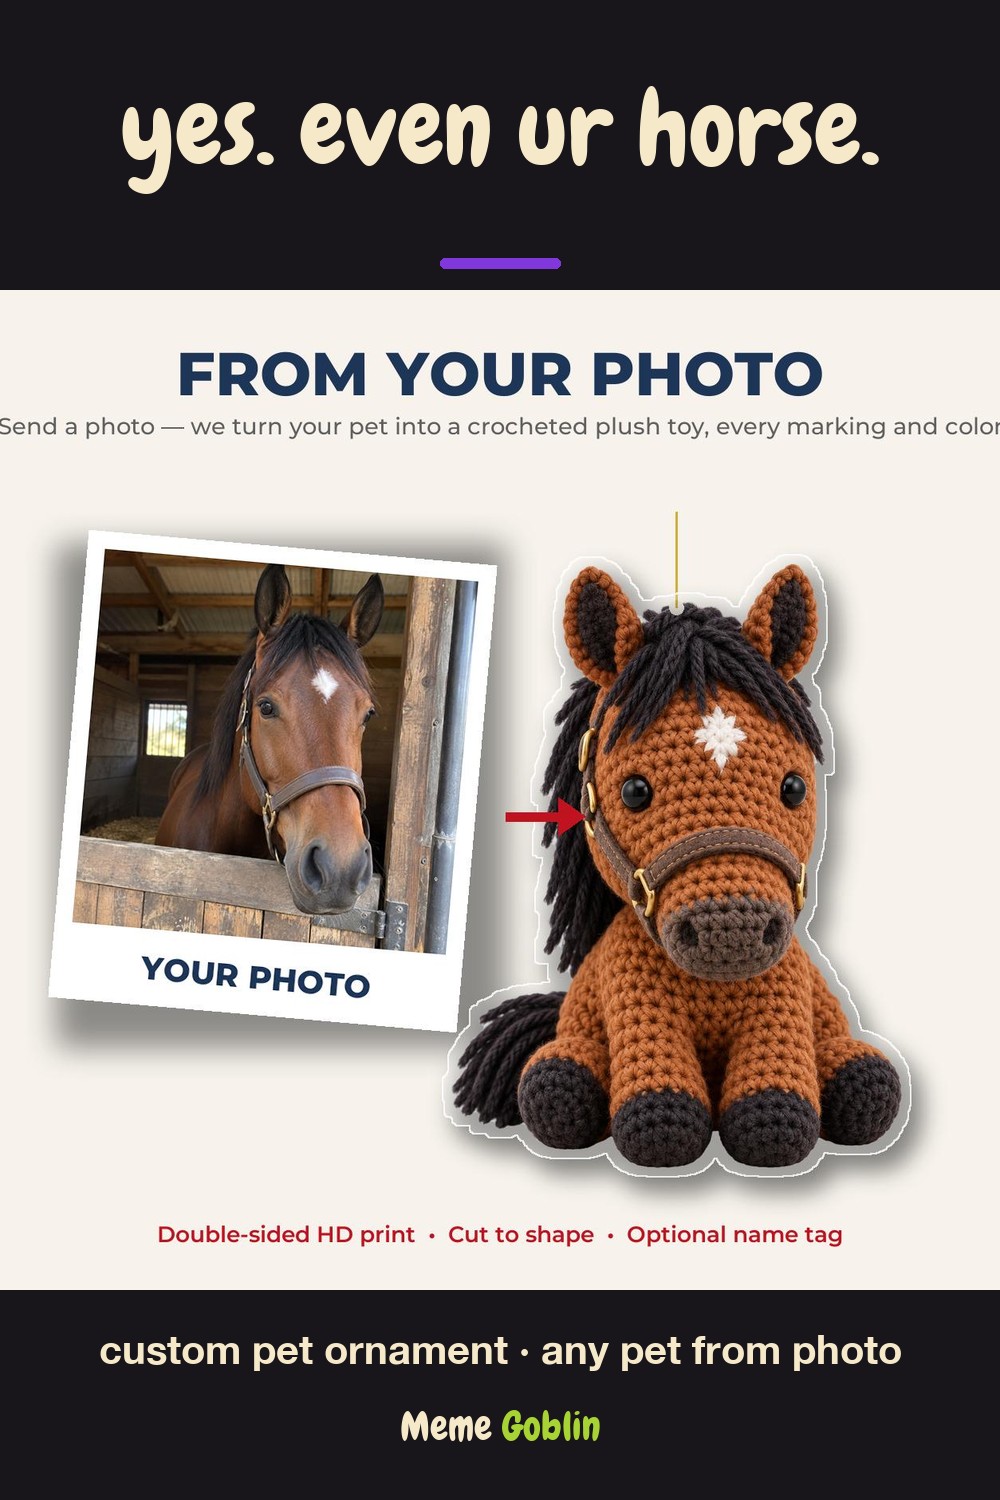 yes. even ur horse.
FROM YOUR PHOTO
Send a photo — we turn your pet into a crocheted plush toy, every marking and color
YOUR PHOTO
Double-sided HD print • Cut to shape • Optional name tag
custom pet ornament · any pet from photo
Meme Goblin